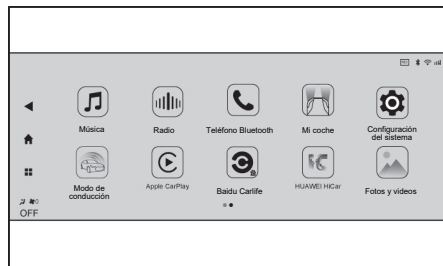 Música
Radio
Teléfono Bluetooth
Mi coche
Configuración
del sistema
Modo de
conducción
Apple CarPlay
Baidu Carlife
HUAWEI HiCar
Fotos y videos
OFF